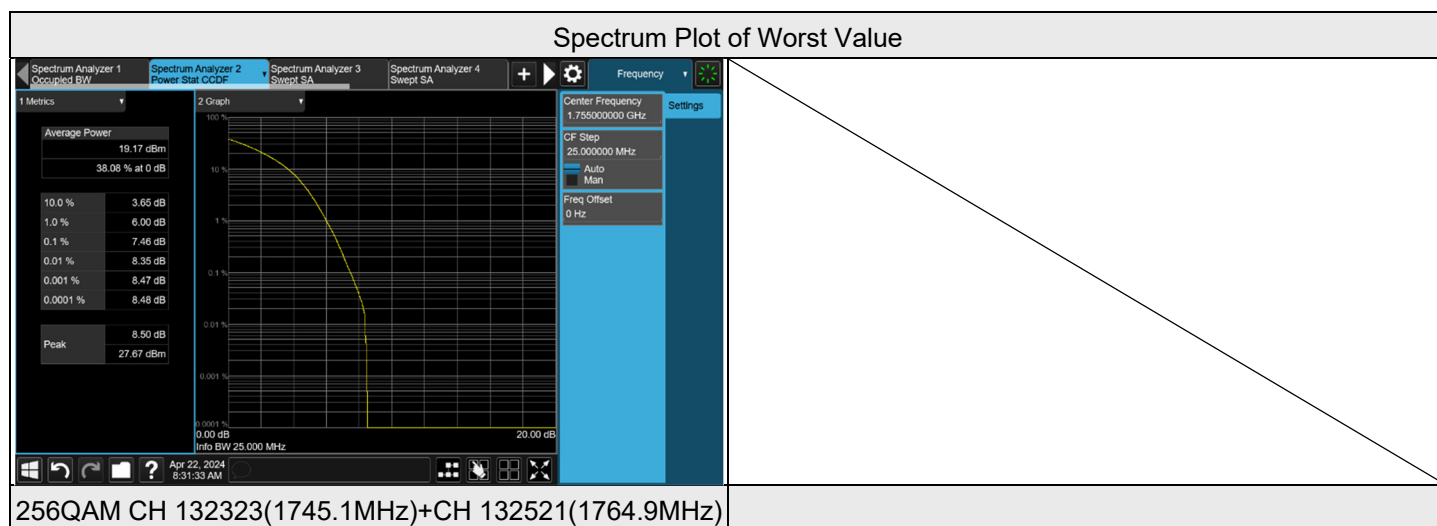 Spectrum Plot of Worst Value
Spectrum Analyzer 1
Occupied BW
Spectrum Analyzer 2
Power Stat CCDF
Spectrum Analyzer 3
Swept SA
Spectrum Analyzer 4
Swept SA
+
Frequency
1 Metrics
2 Graph
Average Power
19.17 dBm
38.08 % at 0 dB
10.0 % 3.65 dB
1.0 % 6.00 dB
0.1 % 7.46 dB
0.01 % 8.35 dB
0.001 % 8.47 dB
0.0001 % 8.48 dB
Peak
8.50 dB
27.67 dBm
100 %
10 %
1 %
0.1 %
0.01 %
0.001 %
0.0001 %
0.00 dB
20.00 dB
Info BW 25.000 MHz
Center Frequency
1.755000000 GHz
Settings
CF Step
25.000000 MHz
Auto
Man
Freq Offset
0 Hz
?
Apr 22, 2024
8:31:33 AM
256QAM CH 132323(1745.1MHz)+CH 132521(1764.9MHz)